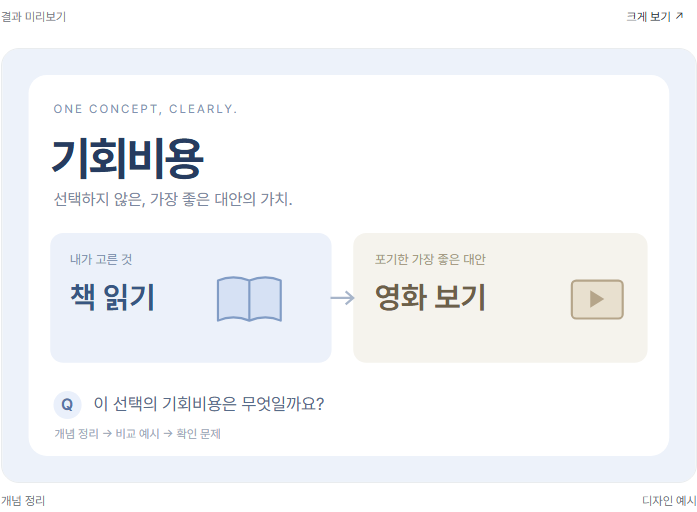 결과 미리보기
크게 보기 ↗
ONE CONCEPT, CLEARLY.
기회비용
선택하지 않은, 가장 좋은 대안의 가치.
내가 고른 것
책 읽기
→
포기한 가장 좋은 대안
영화 보기
Q 이 선택의 기회비용은 무엇일까요?
개념 정리 → 비교 예시 → 확인 문제
개념 정리
디자인 예시